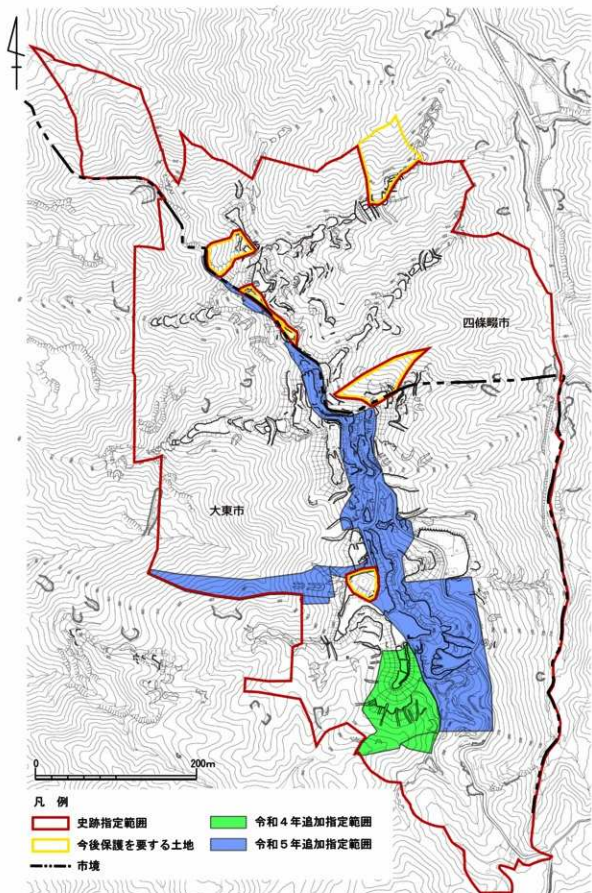 四條畷市
大東市
0
200m
凡 例
史跡指定範囲
令和4年追加指定範囲
今後保護を要する土地
令和5年追加指定範囲
市境